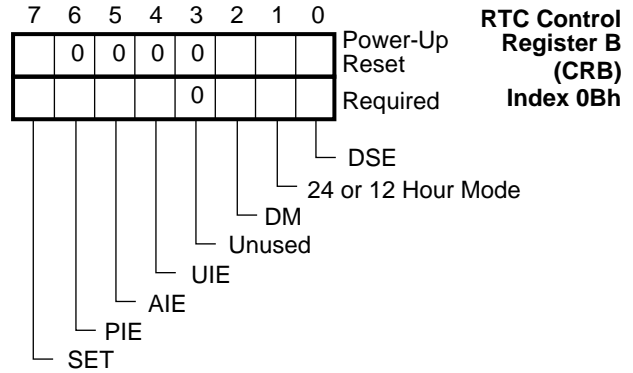 7 6 5 4 3 2 1 0
RTC Control
Register B
(CRB)
Index 0Bh
0 0 0 0
Power-Up
Reset
0
Required
DSE
24 or 12 Hour Mode
DM
Unused
UIE
AIE
PIE
SET